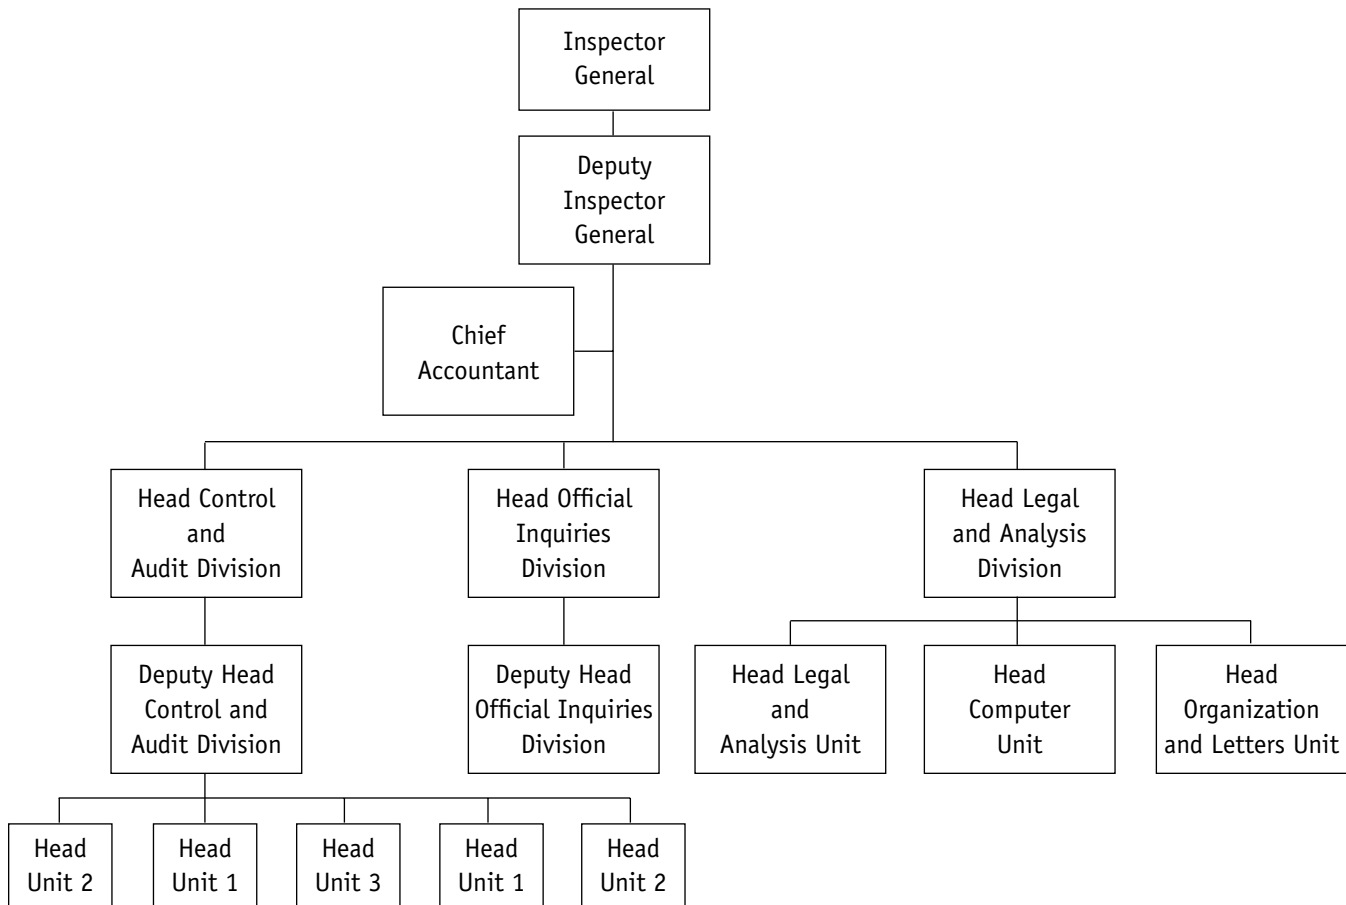 Inspector
General
Deputy
Inspector
General
Chief
Accountant
Head Control
and
Audit Division
Head Official
Inquiries
Division
Head Legal
and Analysis
Division
Deputy Head
Control and
Audit Division
Deputy Head
Official Inquiries
Division
Head Legal
and
Analysis Unit
Head
Computer
Unit
Head
Organization
and Letters Unit
Head
Unit 2
Head
Unit 1
Head
Unit 3
Head
Unit 1
Head
Unit 2